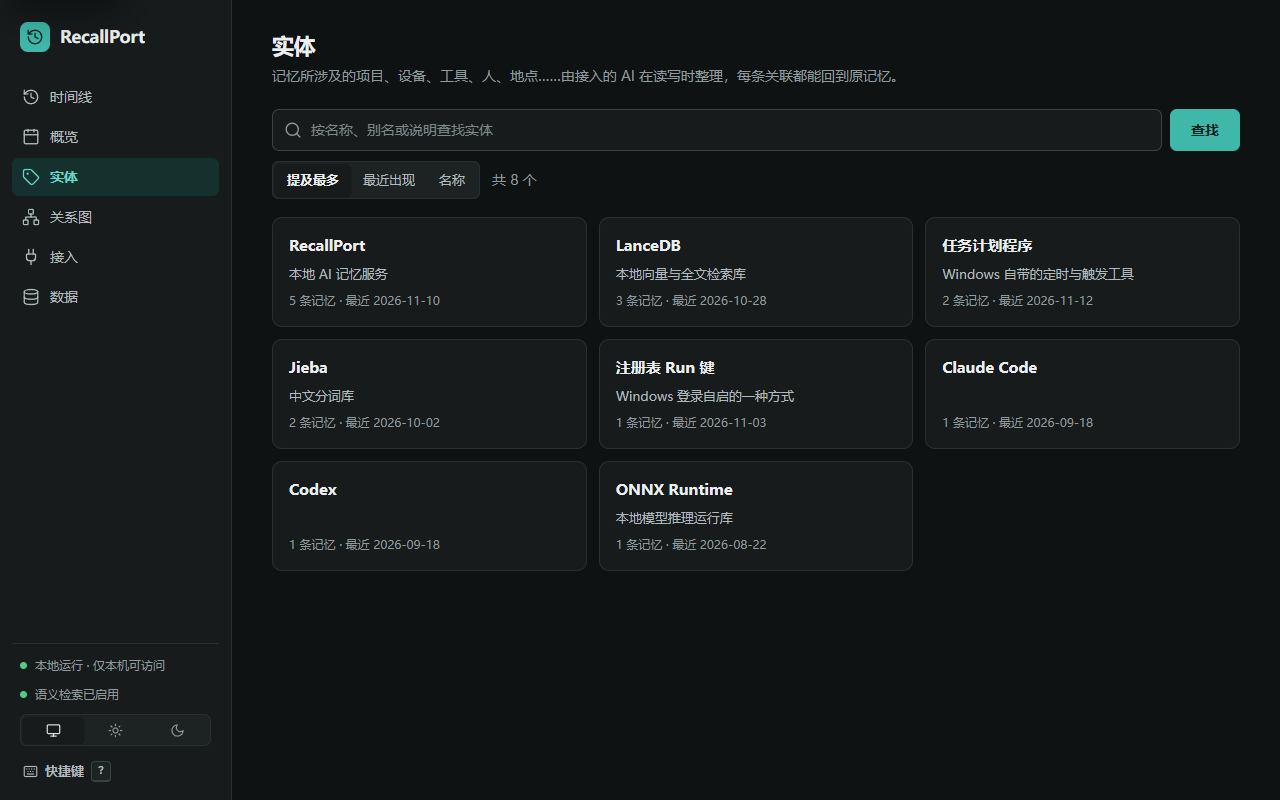 RecallPort
时间线
概览
实体
关系图
接入
数据
本地运行 · 仅本机可访问
语义检索已启用
快捷键 ?
实体
记忆所涉及的项目、设备、工具、人、地点……由接入的 AI 在读写时整理，每条关联都能回到原记忆。
按名称、别名或说明查找实体
查找
提及最多 最近出现 名称 共 8 个
RecallPort
本地 AI 记忆服务
5 条记忆 · 最近 2026-11-10
LanceDB
本地向量与全文检索库
3 条记忆 · 最近 2026-10-28
任务计划程序
Windows 自带的定时与触发工具
2 条记忆 · 最近 2026-11-12
Jieba
中文分词库
2 条记忆 · 最近 2026-10-02
注册表 Run 键
Windows 登录自启的一种方式
1 条记忆 · 最近 2026-11-03
Claude Code
1 条记忆 · 最近 2026-09-18
Codex
1 条记忆 · 最近 2026-09-18
ONNX Runtime
本地模型推理运行库
1 条记忆 · 最近 2026-08-22